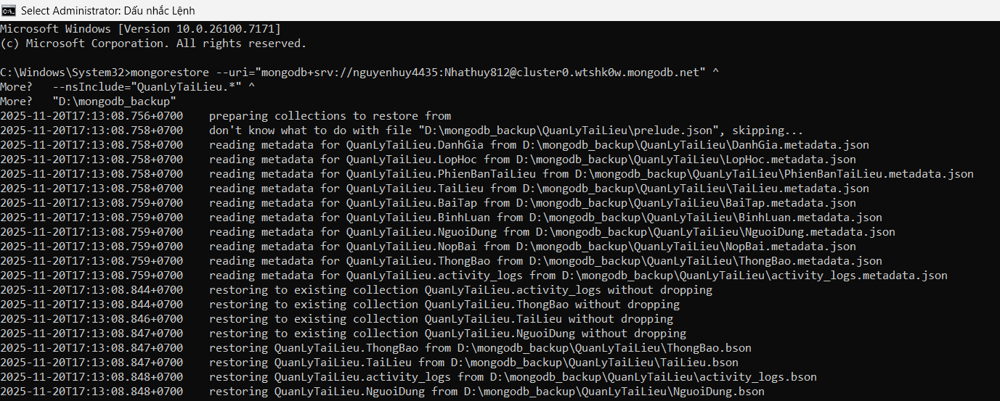 Select Administrator: Dấu nhắc Lệnh
Microsoft Windows [Version 10.0.26100.7171]
(c) Microsoft Corporation. All rights reserved.
C:\Windows\System32>mongorestore --uri="mongodb+srv://nguyenhuy4435:Nhathuy812@cluster0.wtshk0w.mongodb.net" ^
More?   --nsInclude="QuanLyTaiLieu.*" ^
More?   "D:\mongodb_backup"
2025-11-20T17:13:08.756+0700    preparing collections to restore from
2025-11-20T17:13:08.758+0700    don't know what to do with file "D:\mongodb_backup\QuanLyTaiLieu\prelude.json", skipping...
2025-11-20T17:13:08.758+0700    reading metadata for QuanLyTaiLieu.DanhGia from D:\mongodb_backup\QuanLyTaiLieu\DanhGia.metadata.json
2025-11-20T17:13:08.758+0700    reading metadata for QuanLyTaiLieu.LopHoc from D:\mongodb_backup\QuanLyTaiLieu\LopHoc.metadata.json
2025-11-20T17:13:08.758+0700    reading metadata for QuanLyTaiLieu.PhienBanTaiLieu from D:\mongodb_backup\QuanLyTaiLieu\PhienBanTaiLieu.metadata.json
2025-11-20T17:13:08.758+0700    reading metadata for QuanLyTaiLieu.TaiLieu from D:\mongodb_backup\QuanLyTaiLieu\TaiLieu.metadata.json
2025-11-20T17:13:08.759+0700    reading metadata for QuanLyTaiLieu.BaiTap from D:\mongodb_backup\QuanLyTaiLieu\BaiTap.metadata.json
2025-11-20T17:13:08.759+0700    reading metadata for QuanLyTaiLieu.BinhLuan from D:\mongodb_backup\QuanLyTaiLieu\BinhLuan.metadata.json
2025-11-20T17:13:08.759+0700    reading metadata for QuanLyTaiLieu.NguoiDung from D:\mongodb_backup\QuanLyTaiLieu\NguoiDung.metadata.json
2025-11-20T17:13:08.759+0700    reading metadata for QuanLyTaiLieu.NopBai from D:\mongodb_backup\QuanLyTaiLieu\NopBai.metadata.json
2025-11-20T17:13:08.759+0700    reading metadata for QuanLyTaiLieu.ThongBao from D:\mongodb_backup\QuanLyTaiLieu\ThongBao.metadata.json
2025-11-20T17:13:08.759+0700    reading metadata for QuanLyTaiLieu.activity_logs from D:\mongodb_backup\QuanLyTaiLieu\activity_logs.metadata.json
2025-11-20T17:13:08.844+0700    restoring to existing collection QuanLyTaiLieu.activity_logs without dropping
2025-11-20T17:13:08.844+0700    restoring to existing collection QuanLyTaiLieu.ThongBao without dropping
2025-11-20T17:13:08.846+0700    restoring to existing collection QuanLyTaiLieu.TaiLieu without dropping
2025-11-20T17:13:08.847+0700    restoring to existing collection QuanLyTaiLieu.NguoiDung without dropping
2025-11-20T17:13:08.847+0700    restoring QuanLyTaiLieu.ThongBao from D:\mongodb_backup\QuanLyTaiLieu\ThongBao.bson
2025-11-20T17:13:08.847+0700    restoring QuanLyTaiLieu.TaiLieu from D:\mongodb_backup\QuanLyTaiLieu\TaiLieu.bson
2025-11-20T17:13:08.848+0700    restoring QuanLyTaiLieu.activity_logs from D:\mongodb_backup\QuanLyTaiLieu\activity_logs.bson
2025-11-20T17:13:08.848+0700    restoring QuanLyTaiLieu.NguoiDung from D:\mongodb_backup\QuanLyTaiLieu\NguoiDung.bson